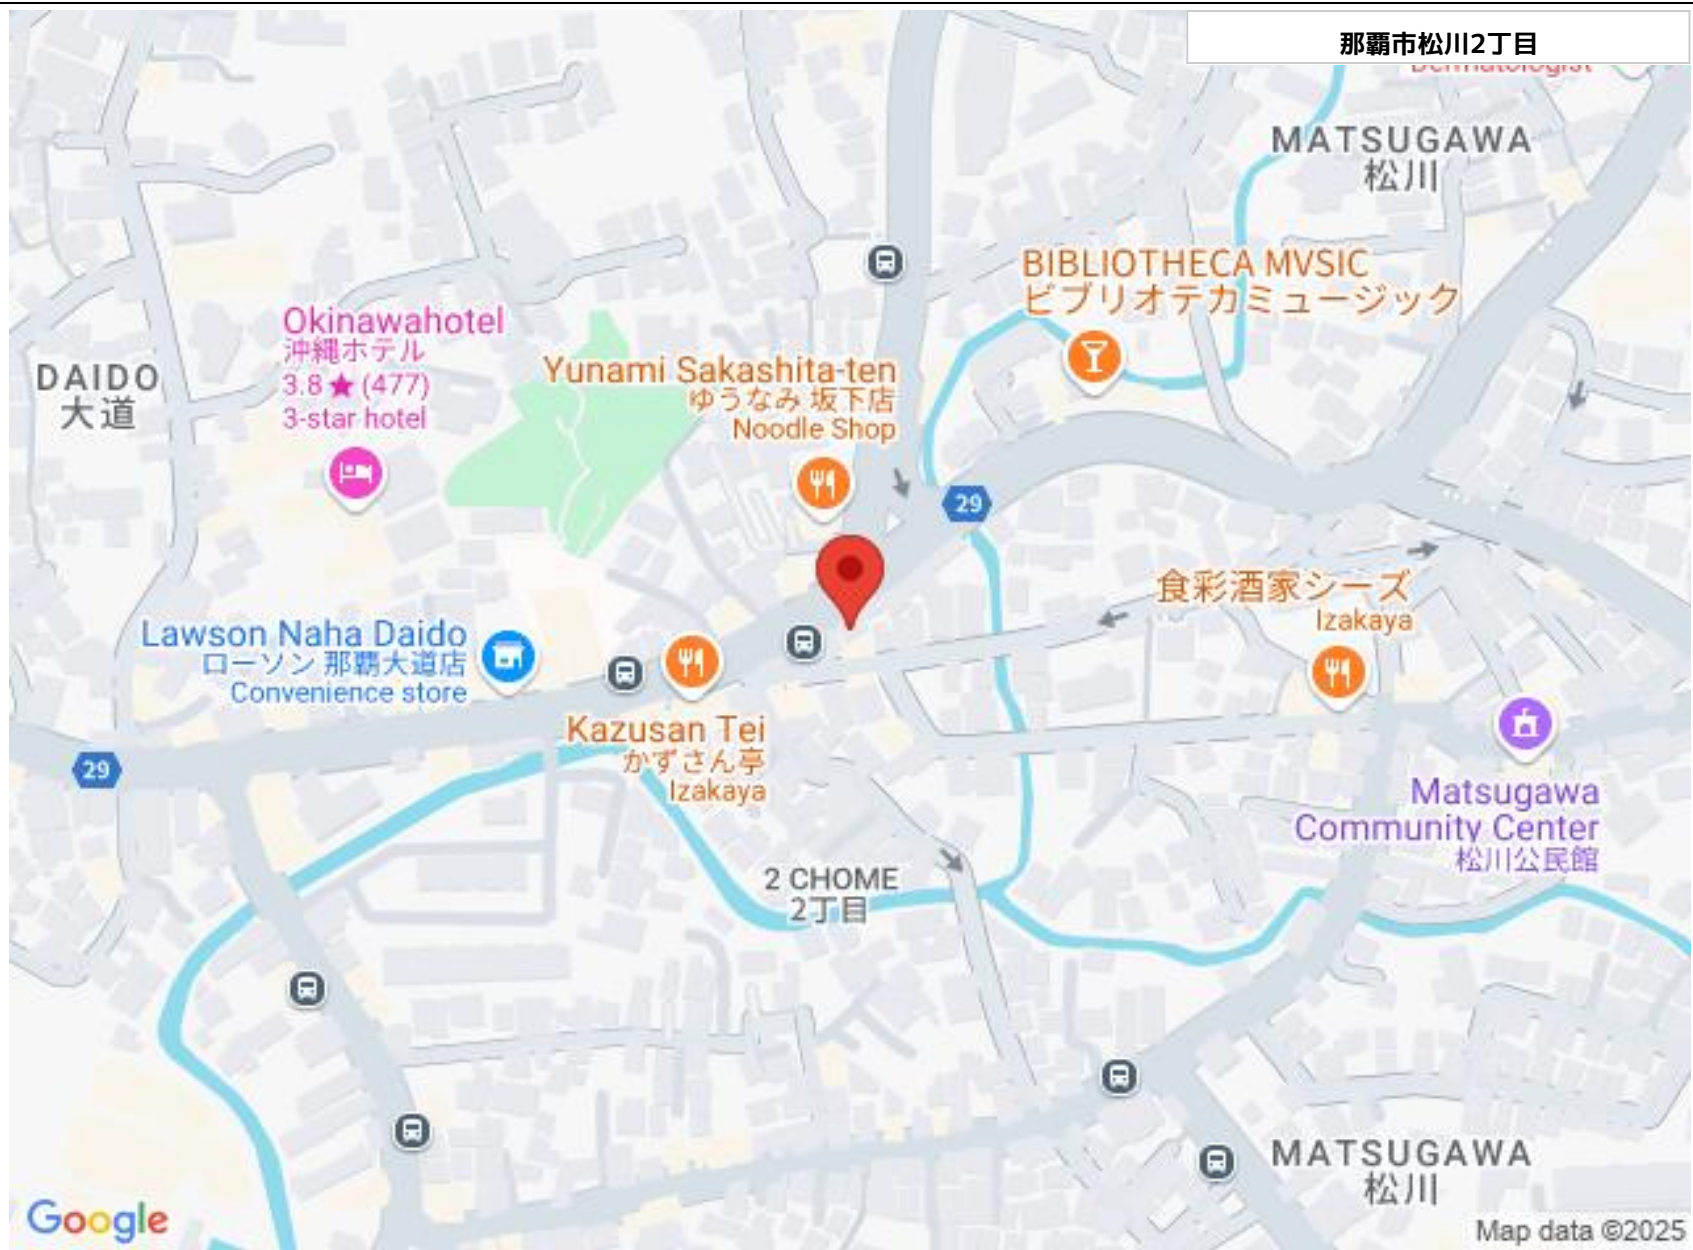 那覇市松川2丁目
Dermatologist
MATSUGAWA
松川
BIBLIOTHECA MVSIC
ビブリオテカミュージック
Okinawahotel
沖縄ホテル
3.8★(477)
3-star hotel
DAIDO
大道
Yunami Sakashita-ten
ゆうなみ 坂下店
Noodle Shop
29
食彩酒家シーズ
Izakaya
Lawson Naha Daido
ローソン 那覇大道店
Convenience store
Kazusan Tei
かずさん亭
Izakaya
29
Matsugawa
Community Center
松川公民館
2 CHOME
2丁目
MATSUGAWA
松川
Google
Map data ©2025